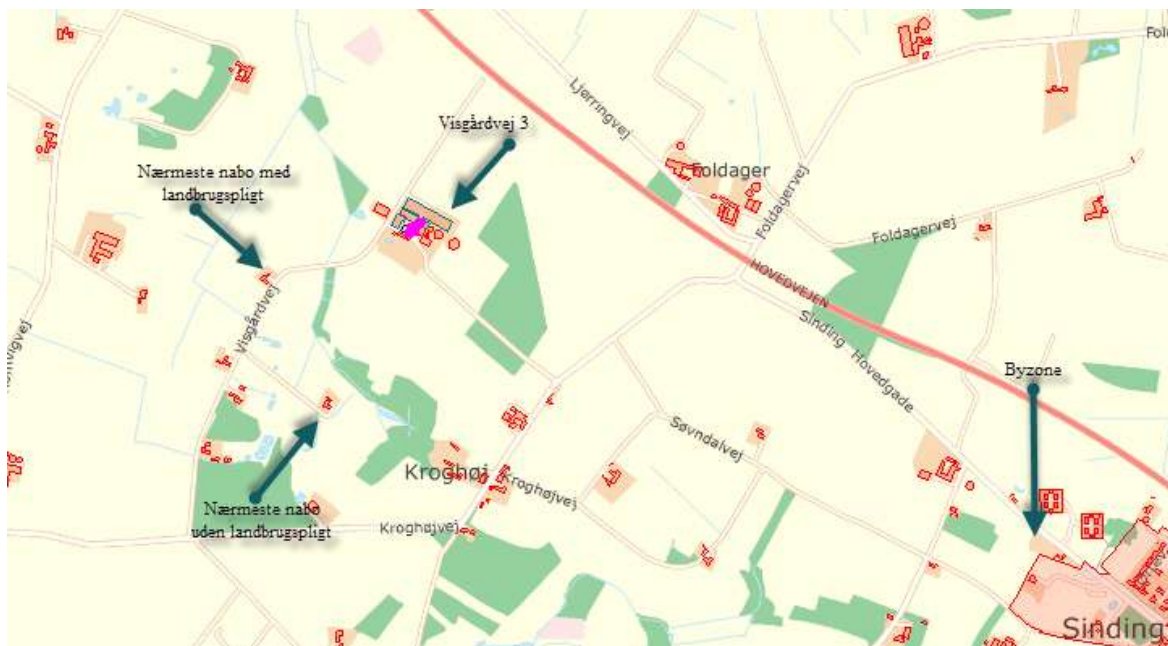 Fold
Ljørringvej
Visgårdvej 3
Foldager
Nærmeste nabo med
landbrugspligt
Foldagervej
Foldagervej
HOVEDVEJEN
Visgårdvej
Sinding Hovedgade
Byzone
Søvndalvej
Kroghøj
Kroghøjvej
Nærmeste nabo
uden landbrugspligt
Kroghøjvej
Sinding